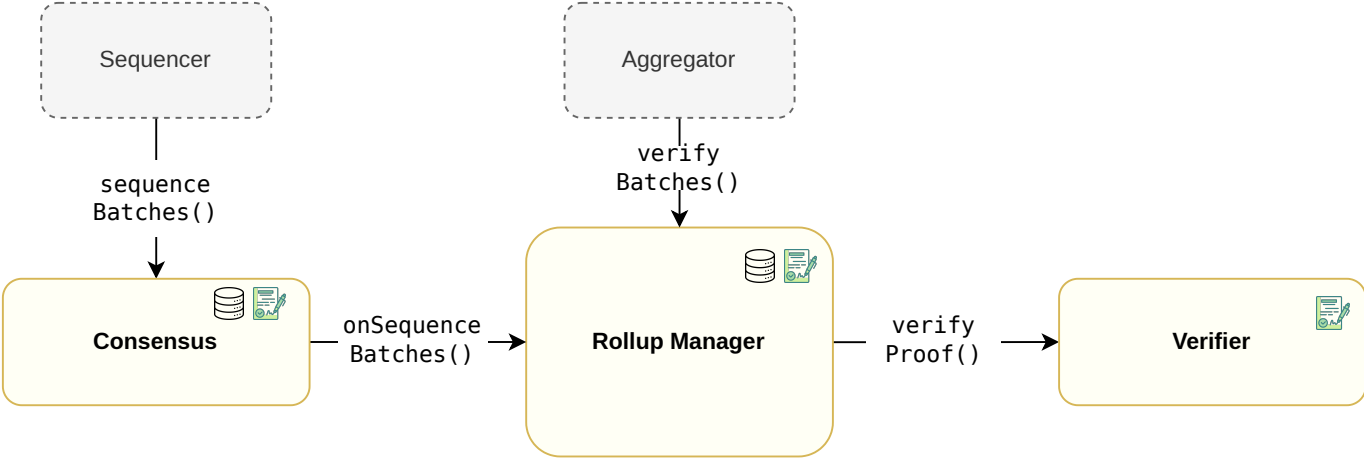 Sequencer
Aggregator
sequence
Batches()
verify
Batches()
Consensus
onSequence
Batches()
Rollup Manager
verify
Proof()
Verifier